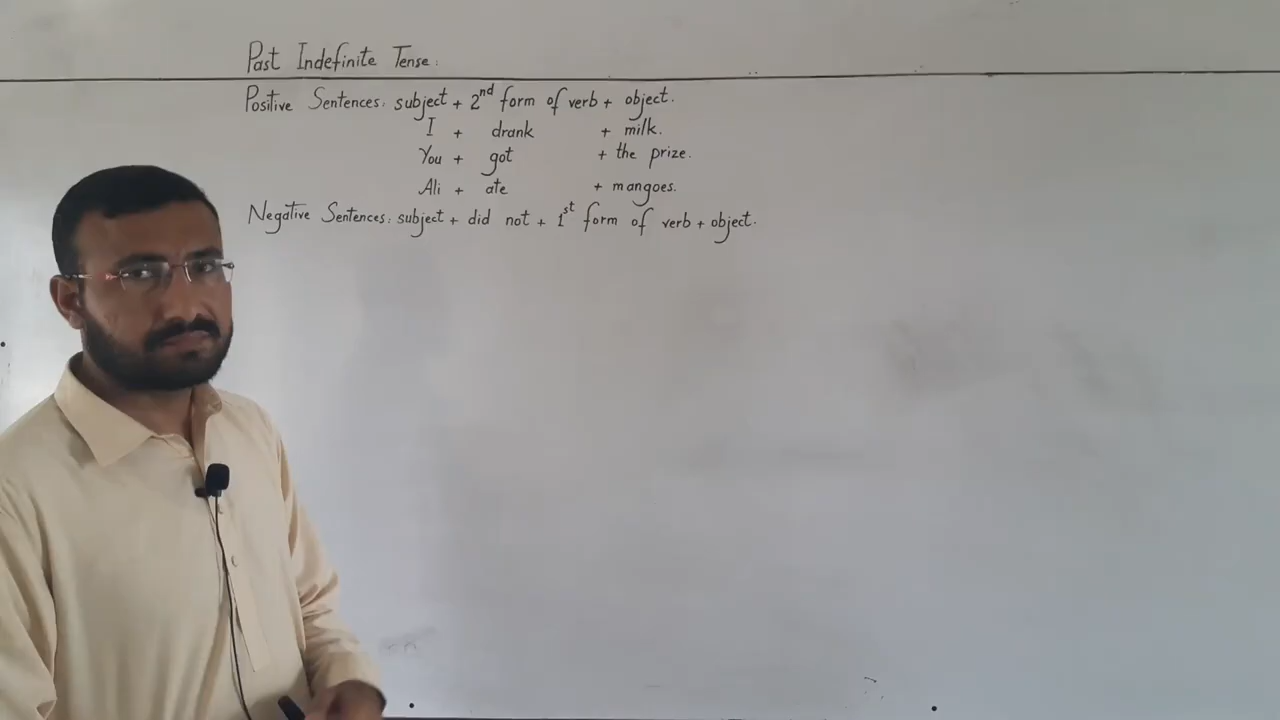 Past Indefinite Tense:
Positive Sentences: subject + 2nd form of verb + object.
I + drank + milk.
You + got + the prize.
Ali + ate + mangoes.
Negative Sentences: subject + did not + 1st form of verb + object.